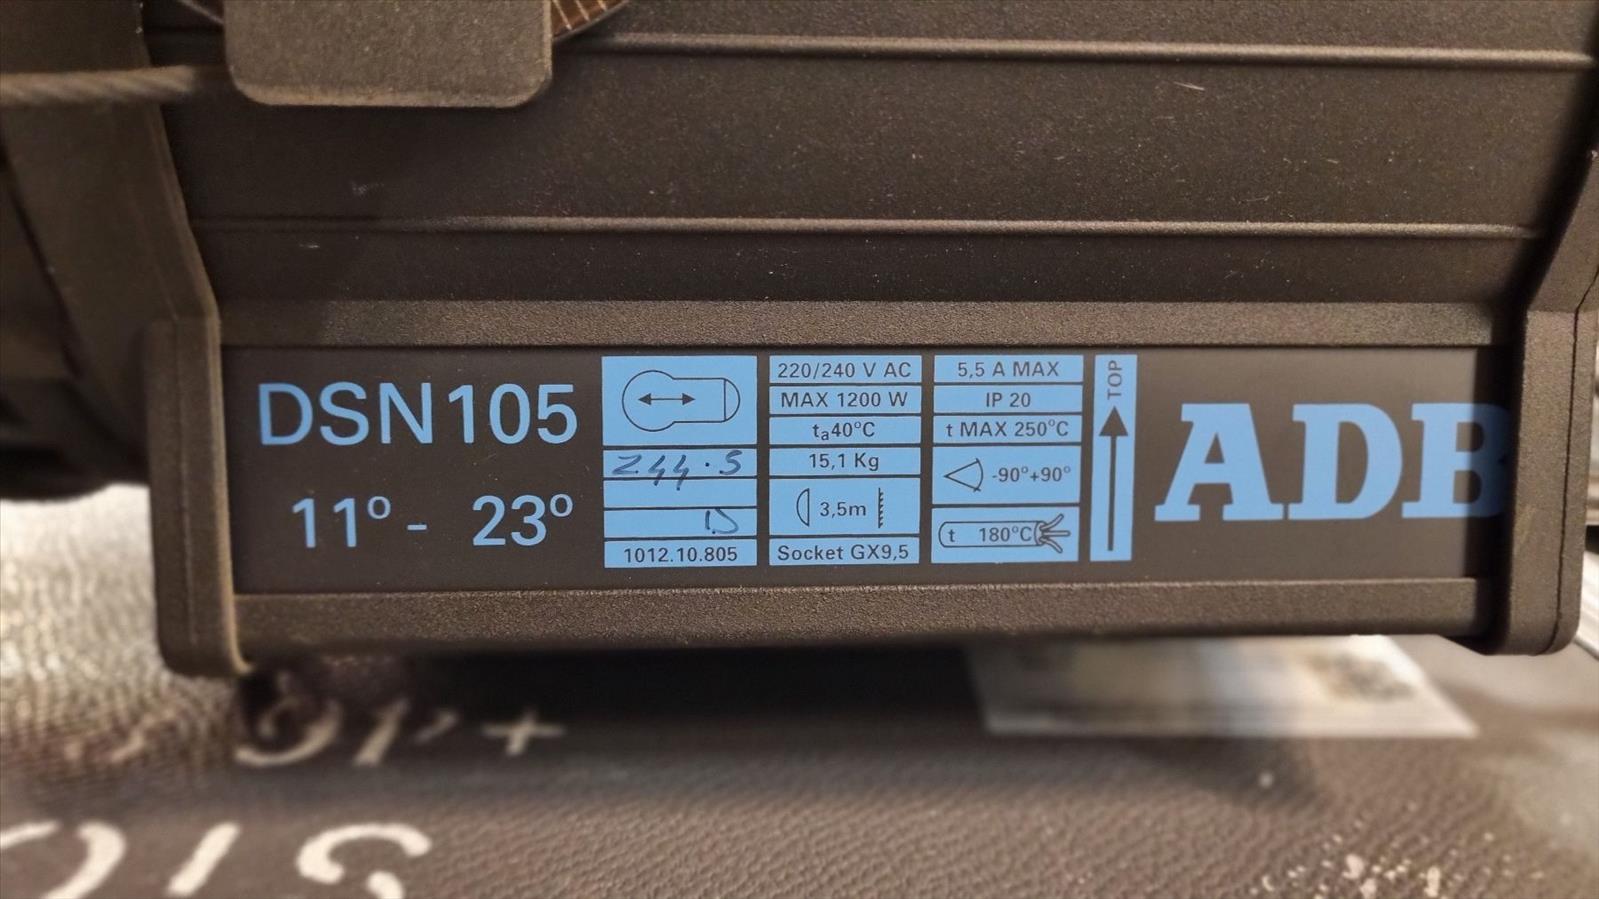 DSN105
11° - 23°
244.5
1012.10.805
220/240 V AC
MAX 1200 W
ta40°C
15,1 Kg
3,5m
Socket GX9,5
5,5 A MAX
IP 20
t MAX 250°C
-90°+90°
t 180°C
TOP
ADB